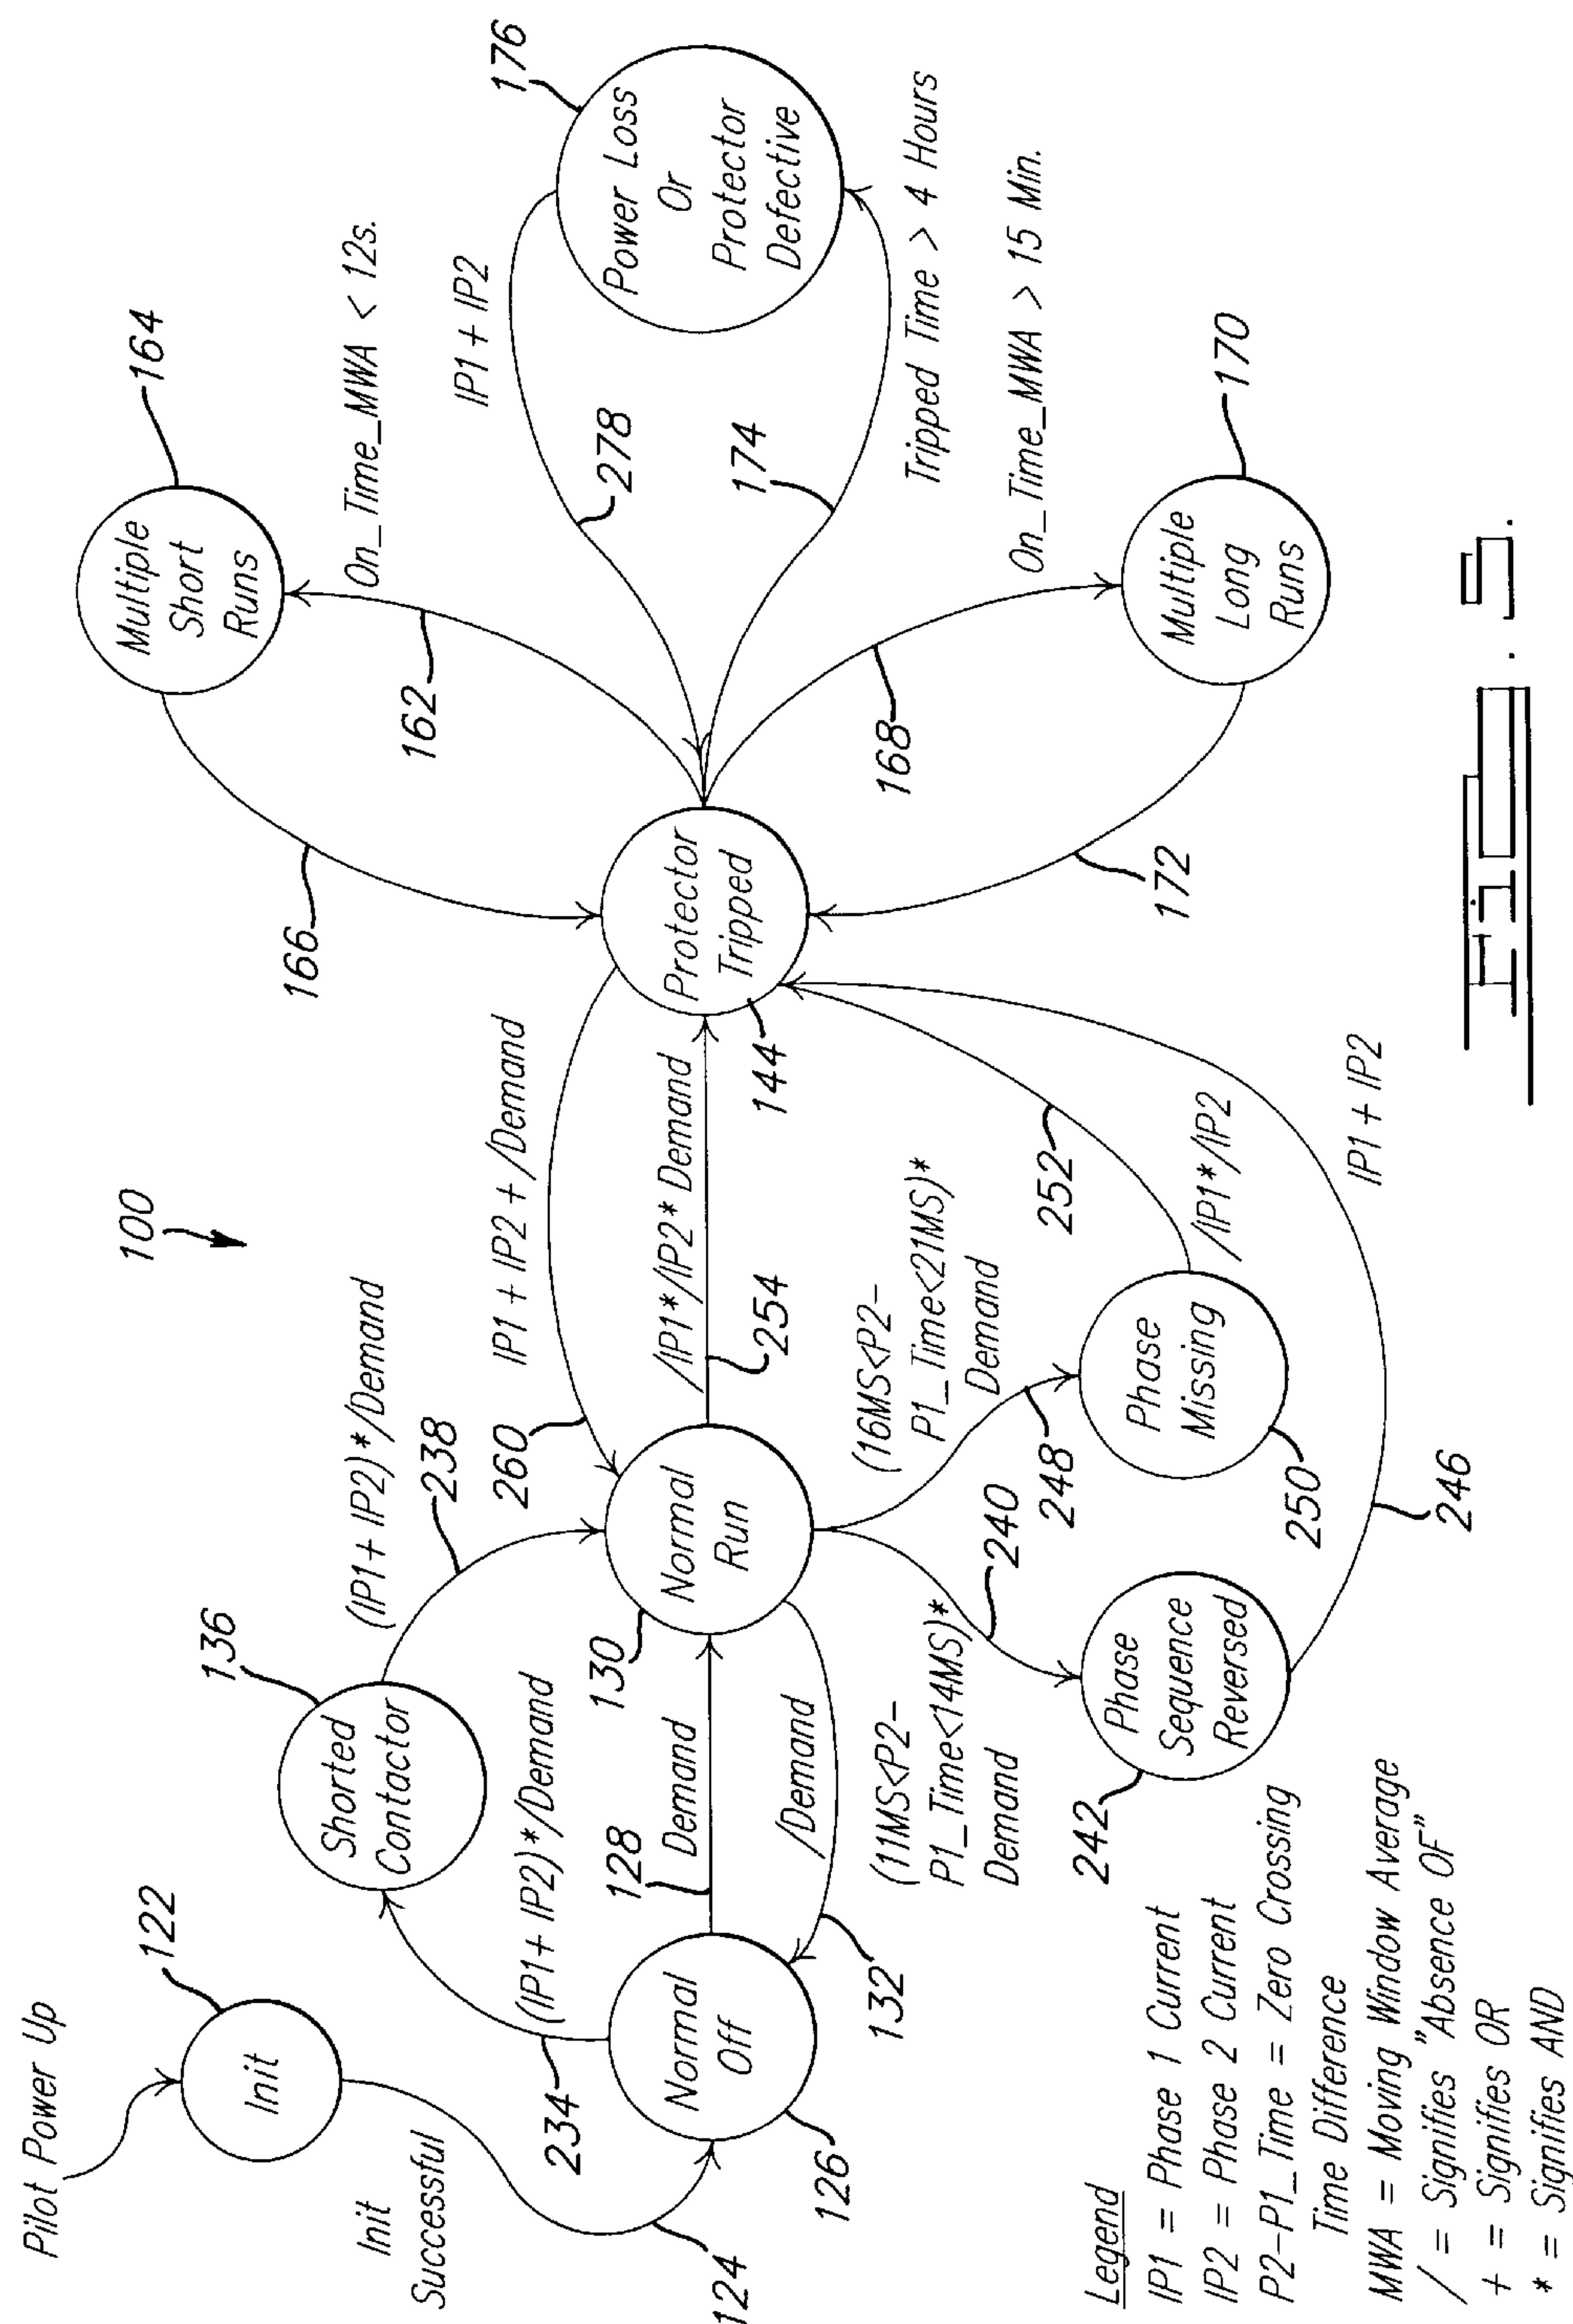 Pilot Power Up
122
Init
Init
Successful
124
100
136
Shorted
Contactor
(IP1+ IP2)*/Demand
238
(IP1+ IP2)*/Demand
234
Normal
Off
126
128
Demand
/Demand
132
Normal
Run
130
260
IP1 + IP2 + /Demand
/IP1*/IP2* Demand
254
Protector
Tripped
144
166
162
164
Multiple
Short
Runs
On_Time_MWA < 12s.
IP1 + IP2
278
176
Power Loss
Or
Protector
Defective
174
Tripped Time > 4 Hours
On_Time_MWA > 15 Min.
168
170
Multiple
Long
Runs
172
(11MS<P2-
P1_Time<14MS)*
Demand
240
242
Phase
Sequence
Reversed
(16MS<P2-
P1_Time<21MS)*
Demand
248
250
Phase
Missing
252
/IP1*/IP2
246
IP1 + IP2
Legend
IP1 = Phase 1 Current
IP2 = Phase 2 Current
P2-P1_Time = Zero Crossing
Time Difference
MWA = Moving Window Average
/ = Signifies "Absence OF"
+ = Signifies OR
* = Signifies AND
Fig. 5.